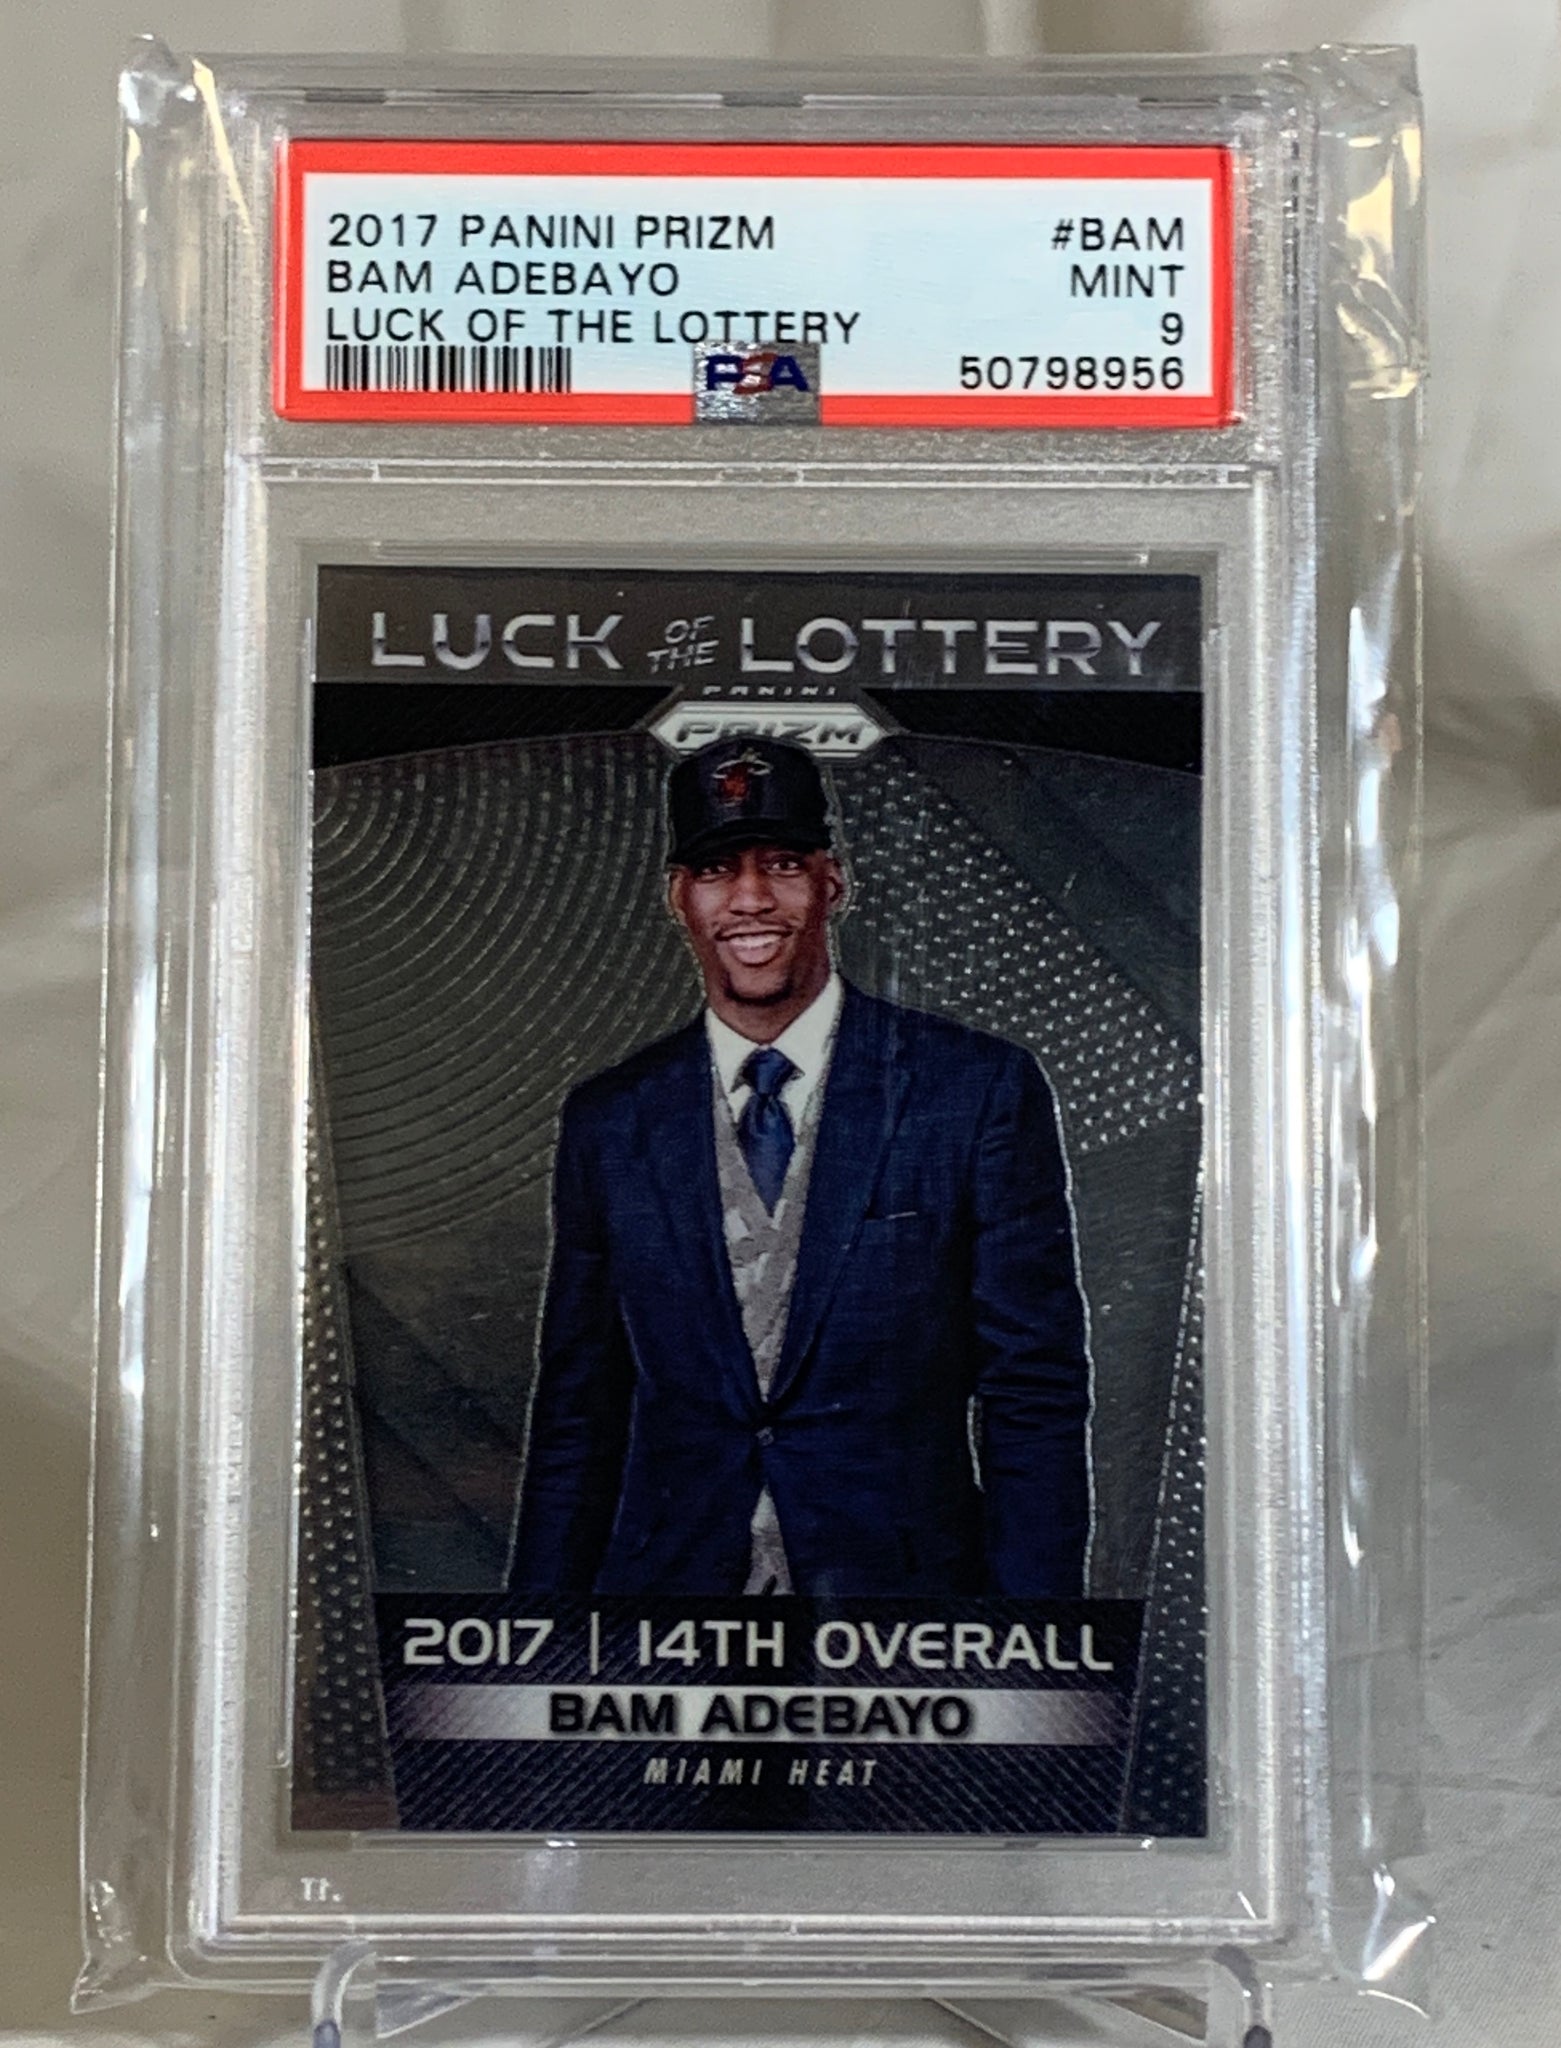 2017 PANINI PRIZM #BAM
BAM ADEBAYO MINT
LUCK OF THE LOTTERY 9
PSA 50798956
LUCK OF THE LOTTERY
PANINI
PRIZM
2017 | 14TH OVERALL
BAM ADEBAYO
MIAMI HEAT